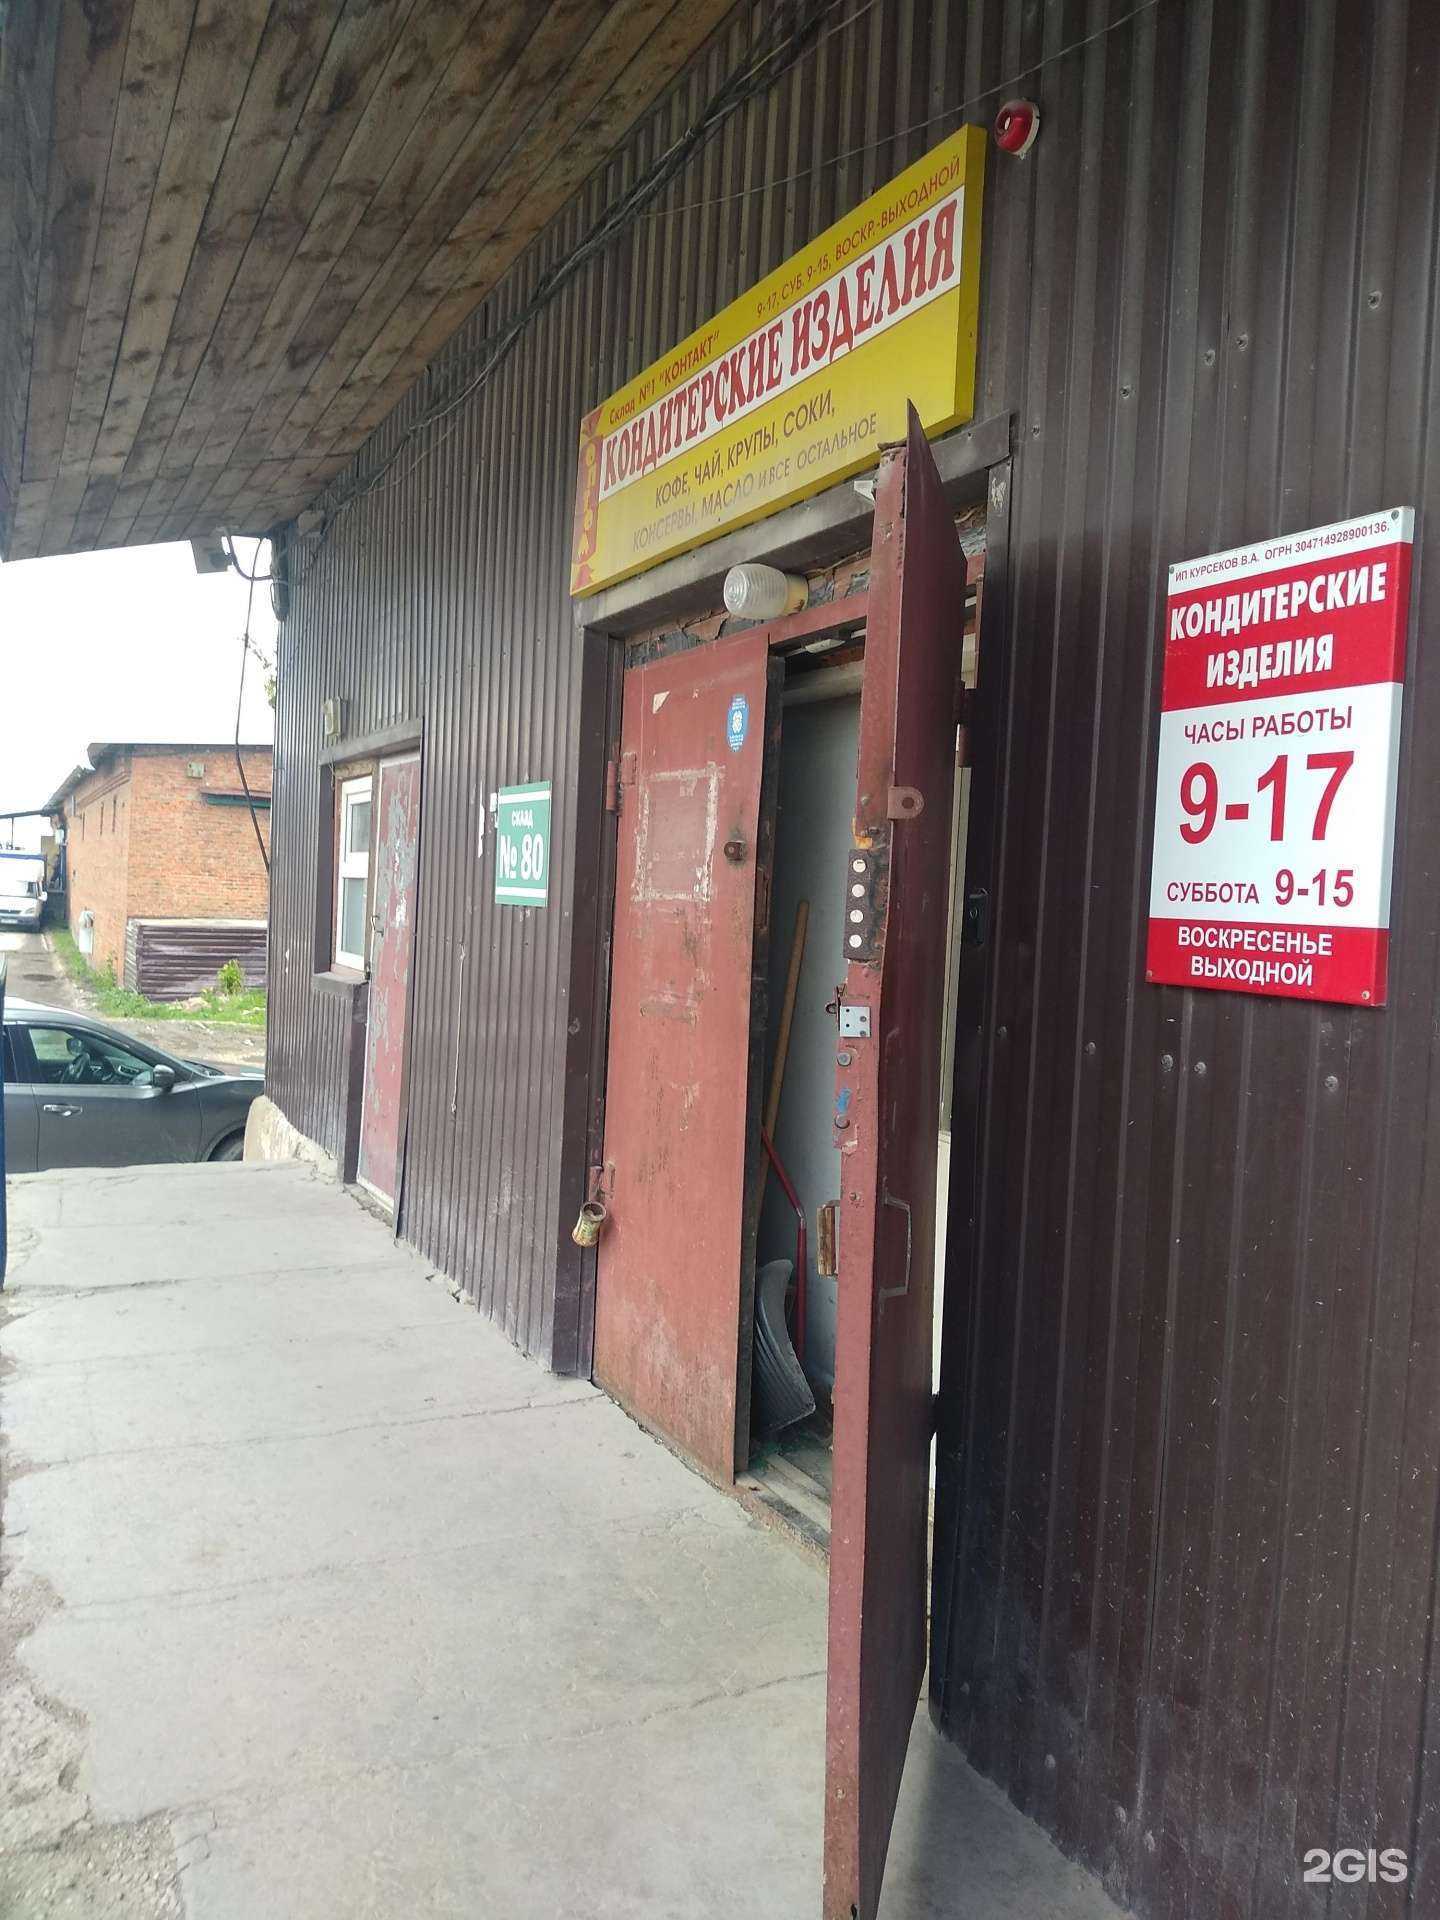 Склад №1 "КОНТАКТ" 9-17, СУБ. 9-15, ВОСКР.-ВЫХОДНОЙ
КОНДИТЕРСКИЕ ИЗДЕЛИЯ
КОФЕ, ЧАЙ, КРУПЫ, СОКИ,
КОНСЕРВЫ, МАСЛО И ВСЕ ОСТАЛЬНОЕ
ОПТОМ
СКЛАД
№ 80
ИП КУРСЕКОВ В.А. ОГРН 304714928900136.
КОНДИТЕРСКИЕ
ИЗДЕЛИЯ
ЧАСЫ РАБОТЫ
9-17
СУББОТА 9-15
ВОСКРЕСЕНЬЕ
ВЫХОДНОЙ
2GIS